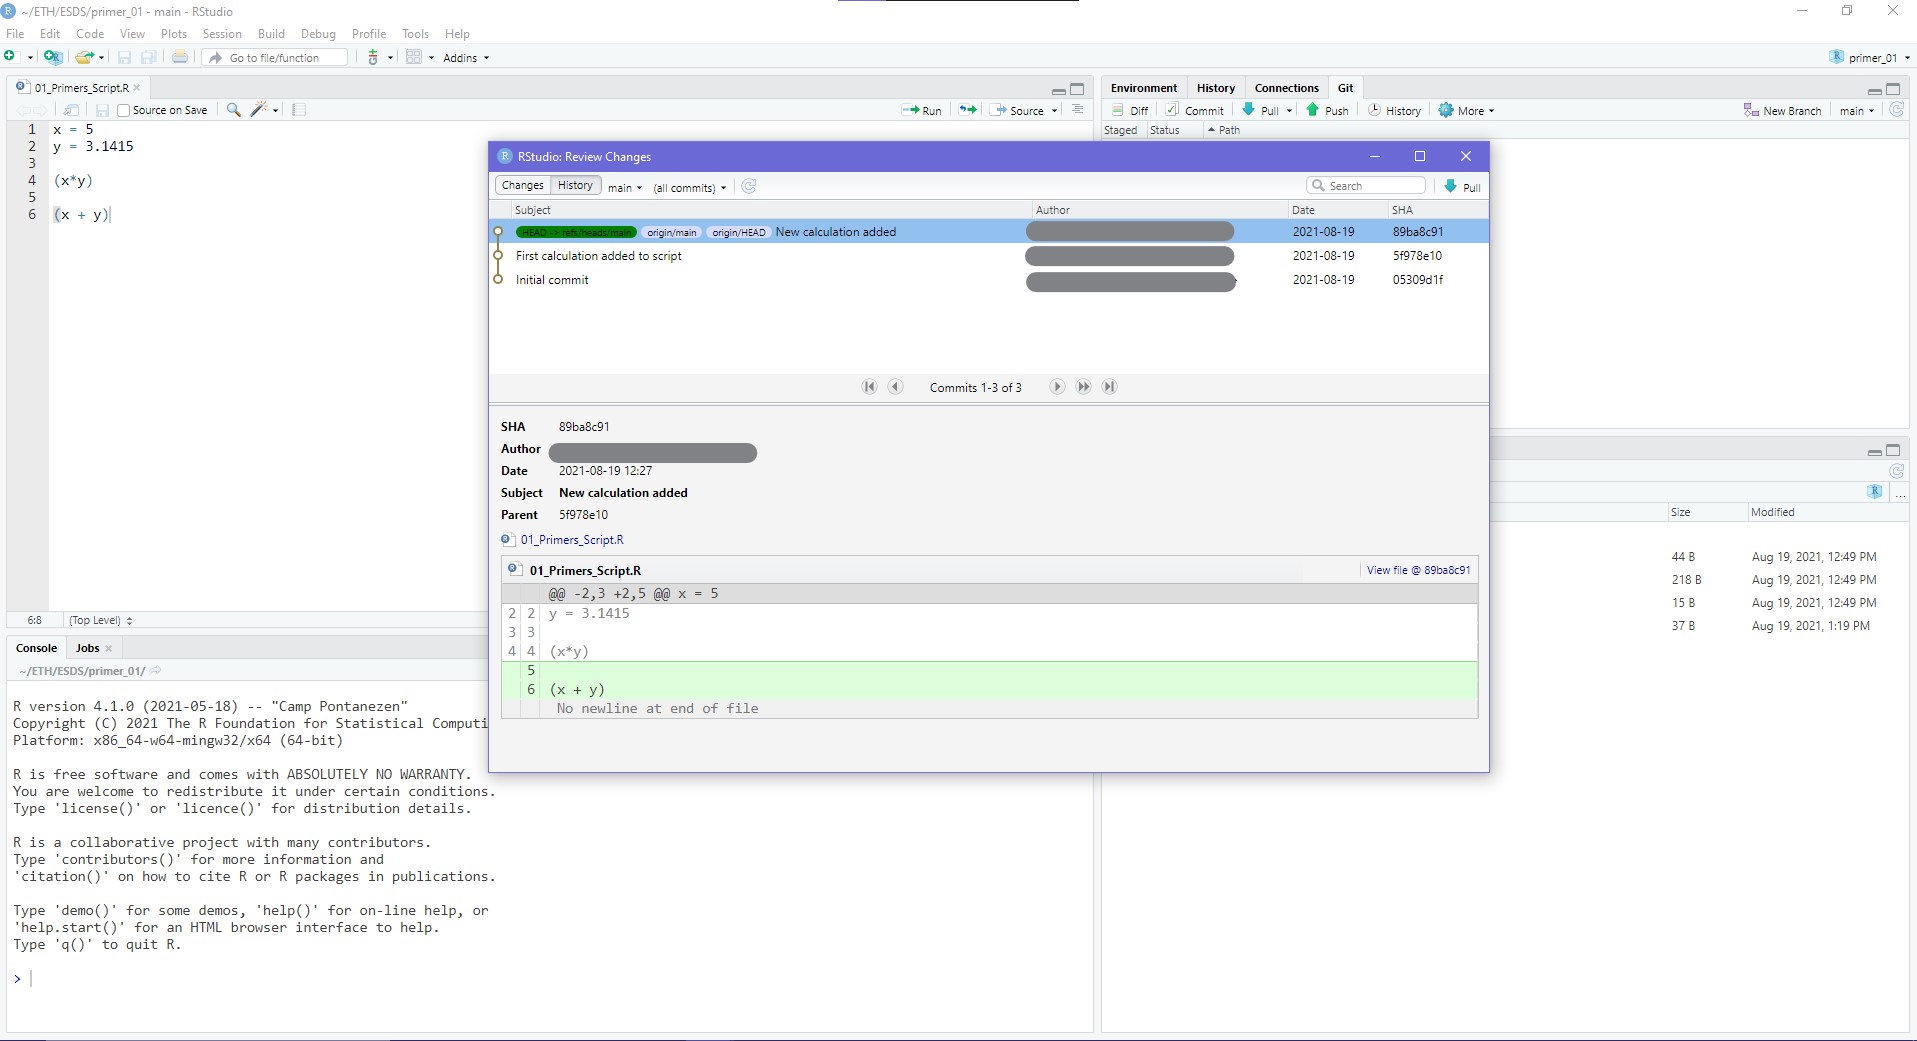 ~/ETH/ESDS/primer_01 - main - RStudio
File Edit Code View Plots Session Build Debug Profile Tools Help
Go to file/function Addins primer_01
01_Primers_Script.R
Source on Save Run Source
1 x = 5
2 y = 3.1415
3
4 (x*y)
5
6 (x + y)
6:8 (Top Level)
Console Jobs
~/ETH/ESDS/primer_01/
R version 4.1.0 (2021-05-18) -- "Camp Pontanezen"
Copyright (C) 2021 The R Foundation for Statistical Computi
Platform: x86_64-w64-mingw32/x64 (64-bit)
R is free software and comes with ABSOLUTELY NO WARRANTY.
You are welcome to redistribute it under certain conditions.
Type 'license()' or 'licence()' for distribution details.
R is a collaborative project with many contributors.
Type 'contributors()' for more information and
'citation()' on how to cite R or R packages in publications.
Type 'demo()' for some demos, 'help()' for on-line help, or
'help.start()' for an HTML browser interface to help.
Type 'q()' to quit R.
>
Environment History Connections Git
Diff Commit Pull Push History More New Branch main
Staged Status Path
RStudio: Review Changes
Changes History main (all commits) Search Pull
Subject Author Date SHA
HEAD -> refs/heads/main origin/main origin/HEAD New calculation added 2021-08-19 89ba8c91
First calculation added to script 2021-08-19 5f978e10
Initial commit 2021-08-19 05309d1f
Commits 1-3 of 3
SHA 89ba8c91
Author
Date 2021-08-19 12:27
Subject New calculation added
Parent 5f978e10
01_Primers_Script.R
01_Primers_Script.R View file @ 89ba8c91
@@ -2,3 +2,5 @@ x = 5
2 2 y = 3.1415
3 3
4 4 (x*y)
5
6 (x + y)
No newline at end of file
...
Size Modified
44 B Aug 19, 2021, 12:49 PM
218 B Aug 19, 2021, 12:49 PM
15 B Aug 19, 2021, 12:49 PM
37 B Aug 19, 2021, 1:19 PM